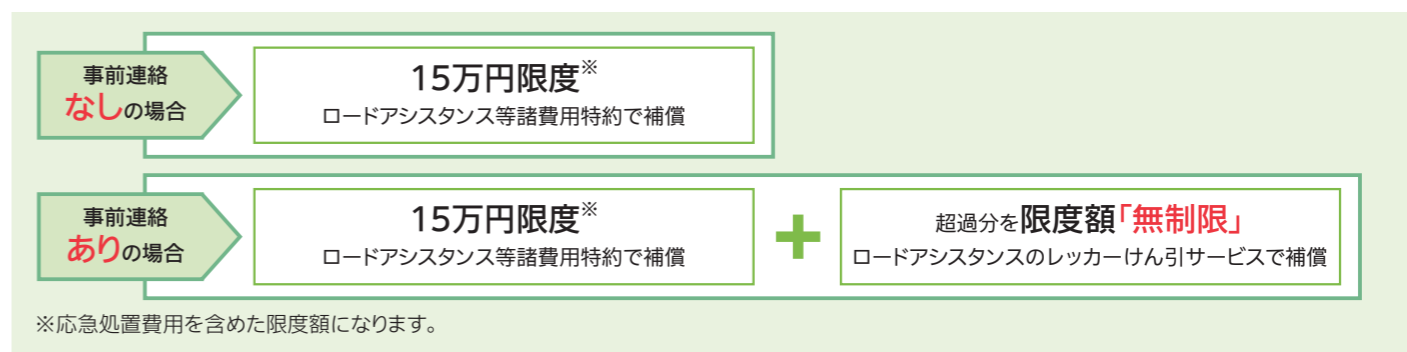 事前連絡
なしの場合
15万円限度※
ロードアシスタンス等諸費用特約で補償
事前連絡
ありの場合
15万円限度※
ロードアシスタンス等諸費用特約で補償
+
超過分を限度額「無制限」
ロードアシスタンスのレッカーけん引サービスで補償
※応急処置費用を含めた限度額になります。